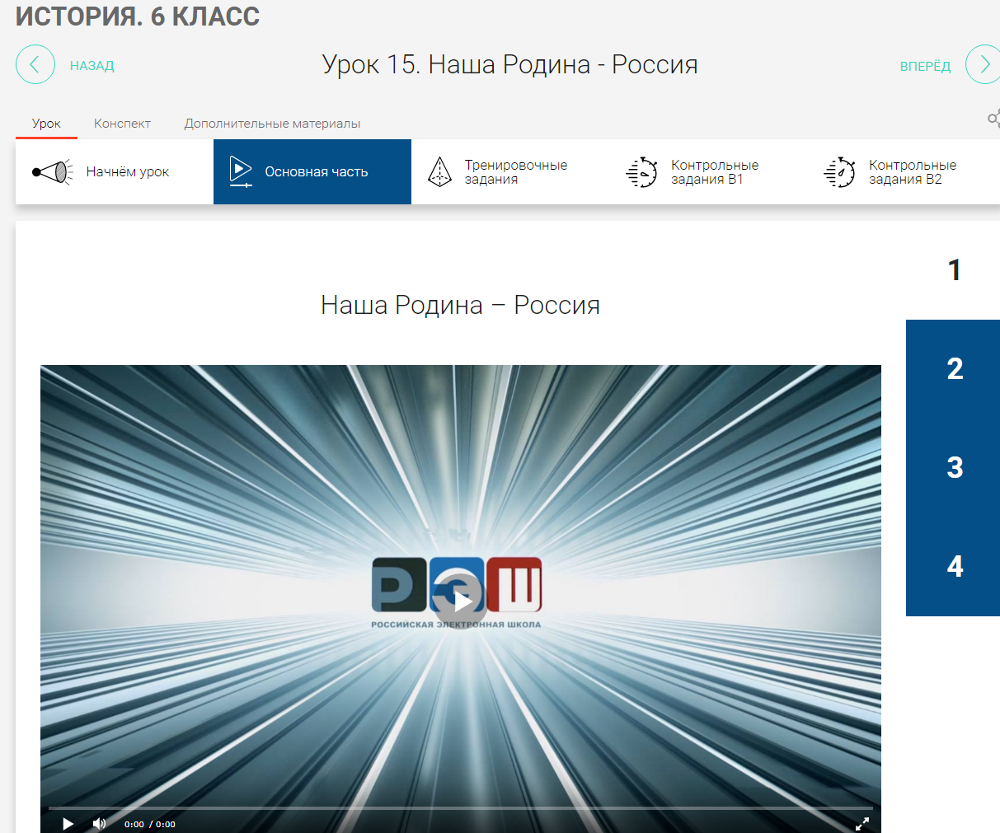 ИСТОРИЯ. 6 КЛАСС
НАЗАД
Урок 15. Наша Родина - Россия
ВПЕРЁД
Урок
Конспект
Дополнительные материалы
Начнём урок
Основная часть
Тренировочные
задания
Контрольные
задания В1
Контрольные
задания В2
1
Наша Родина – Россия
2
3
4
РЭШ
РОССИЙСКАЯ ЭЛЕКТРОННАЯ ШКОЛА
0:00 / 0:00